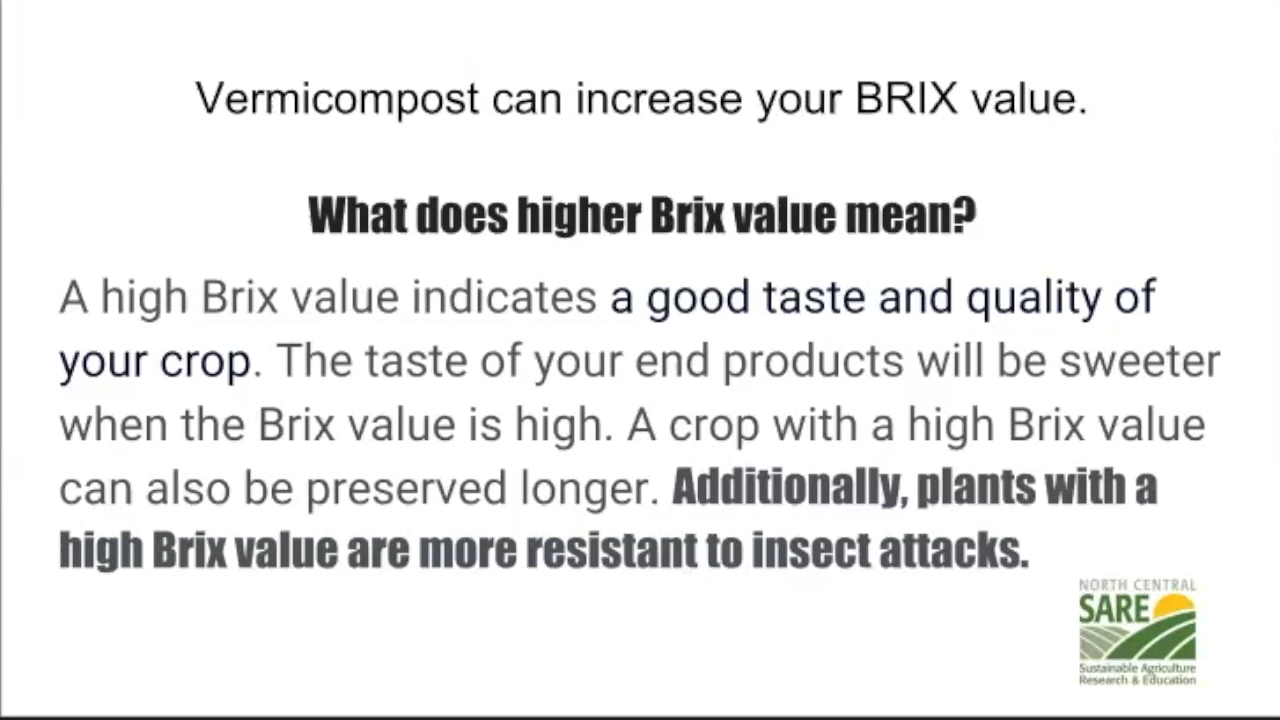 Vermicompost can increase your BRIX value.
What does higher Brix value mean?
A high Brix value indicates a good taste and quality of
your crop. The taste of your end products will be sweeter
when the Brix value is high. A crop with a high Brix value
can also be preserved longer. Additionally, plants with a
high Brix value are more resistant to insect attacks.
NORTH CENTRAL
SARE
Sustainable Agriculture
Research & Education